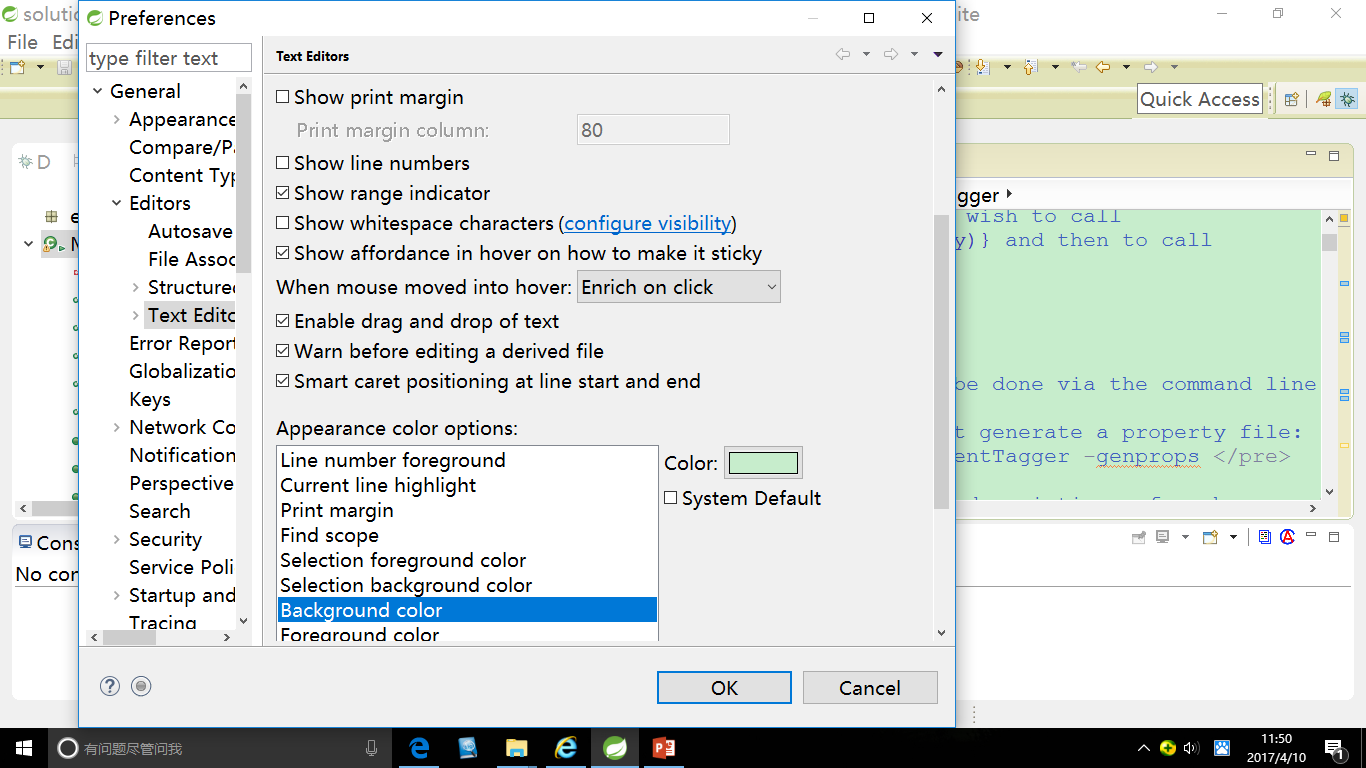 solution
Preferences
ite
File Edi
type filter text
Text Editors
Quick Access
General
Appearance
Compare/Pa
Content Typ
Editors
Autosave
File Assoc
Structured
Text Edito
Error Report
Globalizatio
Keys
Network Co
Notification
Perspective
Search
Security
Service Poli
Startup and
Tracing
Show print margin
Print margin column: 80
Show line numbers
Show range indicator
Show whitespace characters (configure visibility)
Show affordance in hover on how to make it sticky
When mouse moved into hover: Enrich on click
Enable drag and drop of text
Warn before editing a derived file
Smart caret positioning at line start and end
Appearance color options:
Line number foreground
Current line highlight
Print margin
Find scope
Selection foreground color
Selection background color
Background color
Foreground color
Color:
System Default
OK
Cancel
D
e
M
Cons
No con
gger
wish to call
y)} and then to call
be done via the command line
t generate a property file:
entTagger -genprops </pre>
有问题尽管问我
11:50
2017/4/10
1